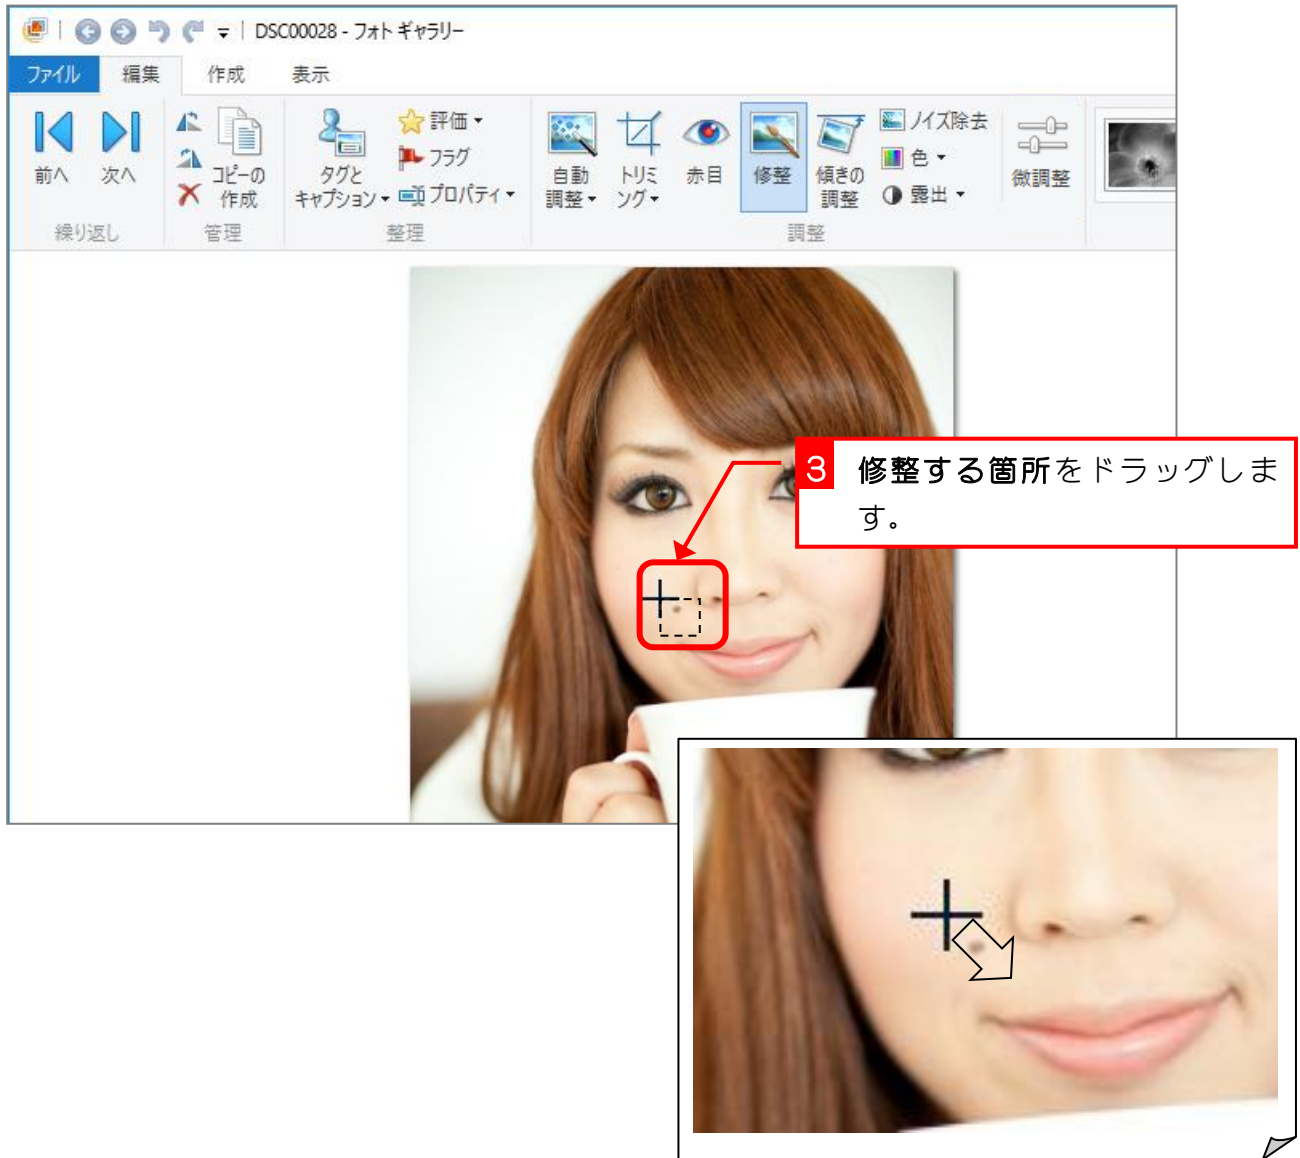 DSC00028 - フォト ギャラリー
ファイル 編集 作成 表示
前へ 次へ
繰り返し
コピーの
作成
管理
タグと
キャプション
評価
フラグ
プロパティ
整理
自動
調整
トリミ
ング
赤目
修整
傾きの
調整
ノイズ除去
色
露出
微調整
調整
3 修整する箇所をドラッグしま
す。